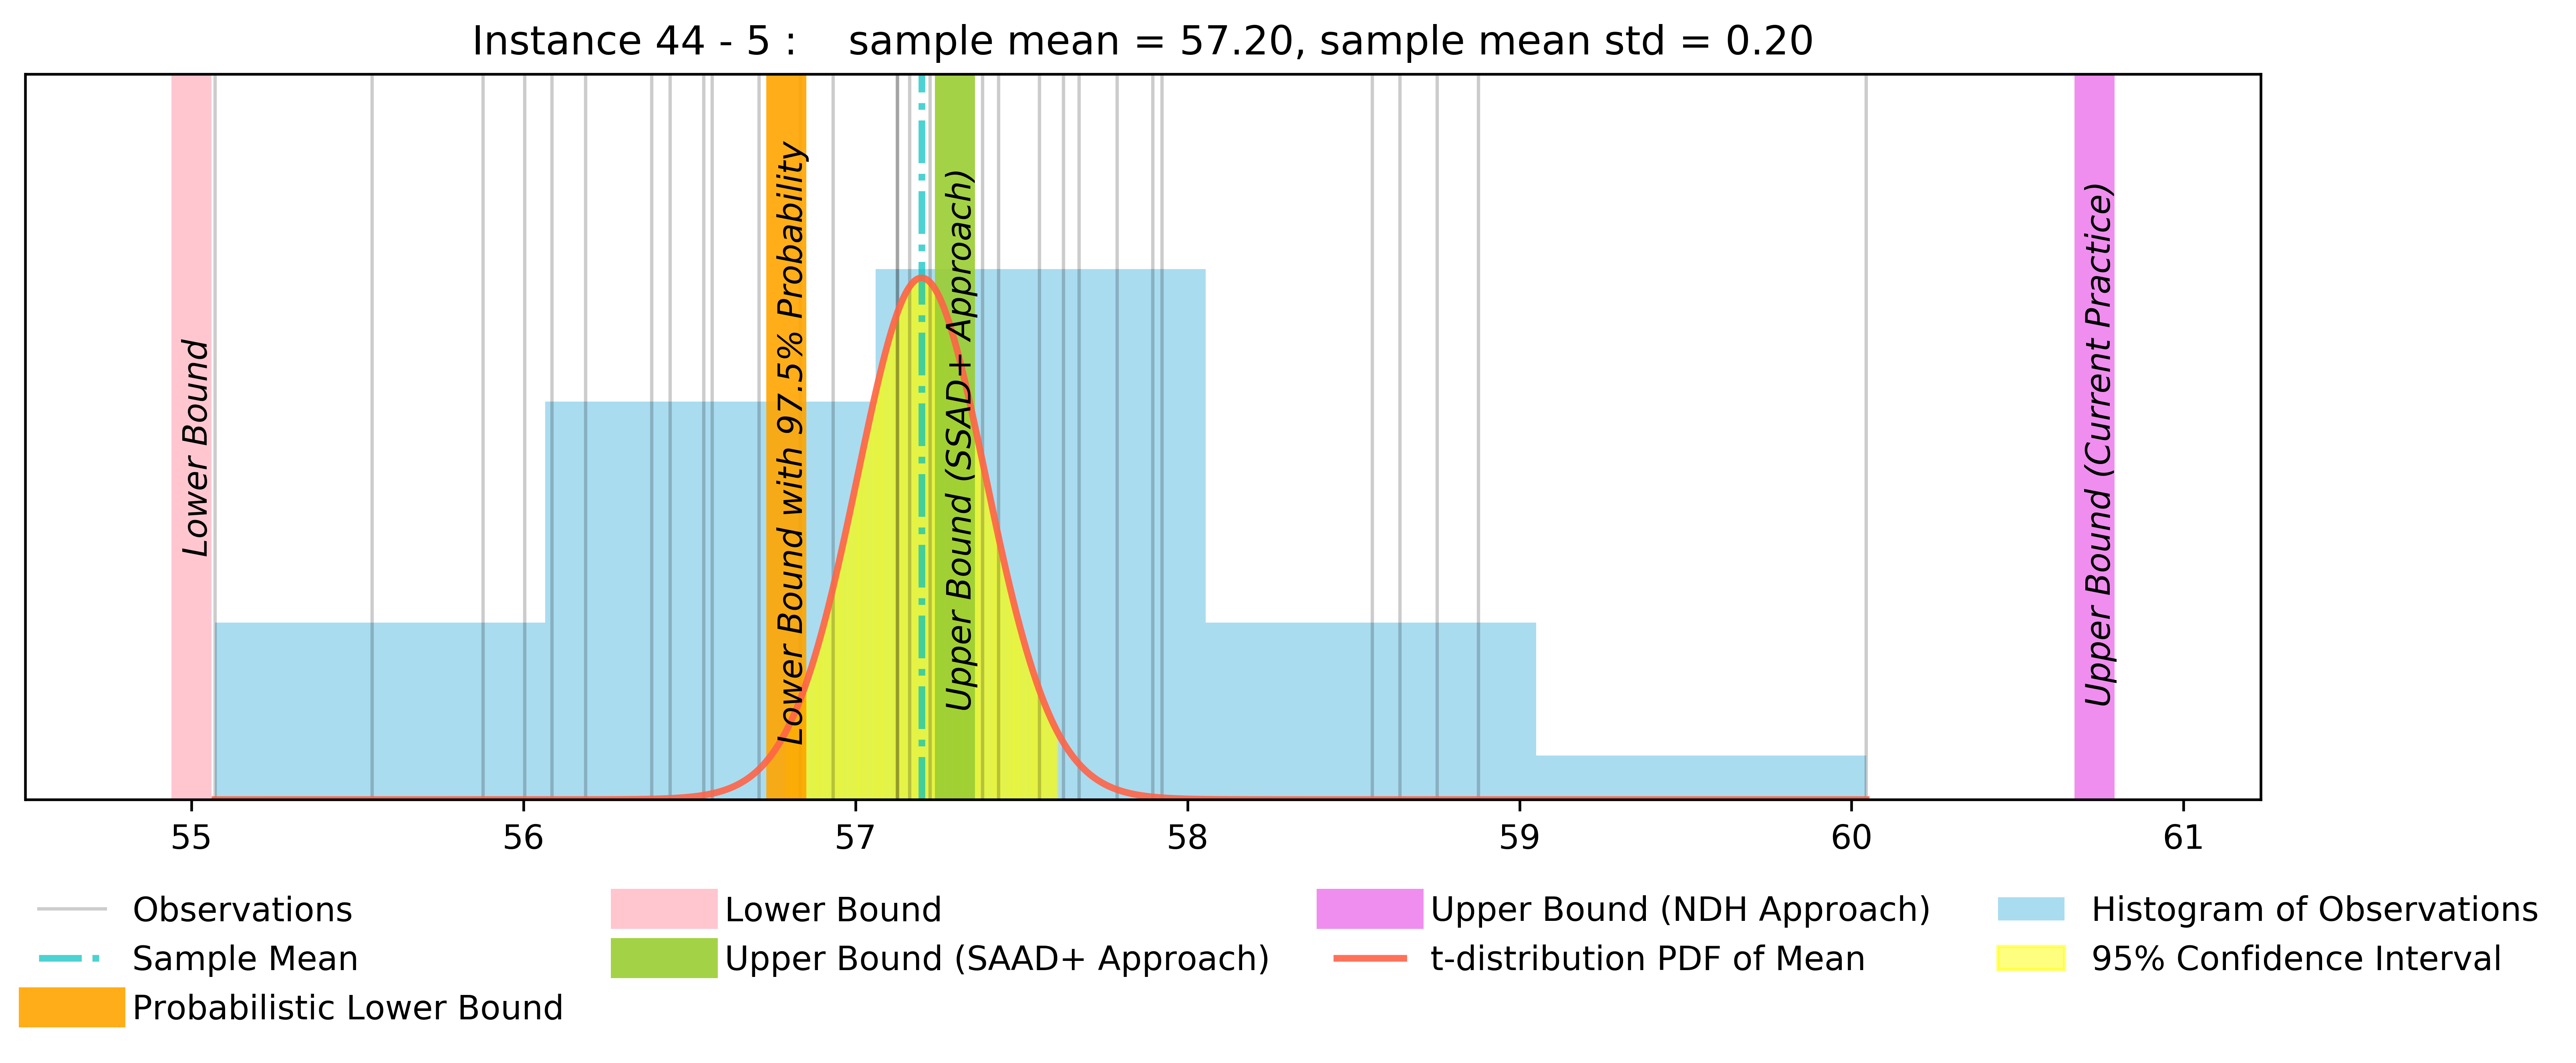 Instance 44 - 5 :    sample mean = 57.20, sample mean std = 0.20
Lower Bound
Lower Bound with 97.5% Probability
Upper Bound (SSAD+ Approach)
Upper Bound (Current Practice)
55 56 57 58 59 60 61
Observations
Sample Mean
Probabilistic Lower Bound
Lower Bound
Upper Bound (SAAD+ Approach)
Upper Bound (NDH Approach)
t-distribution PDF of Mean
Histogram of Observations
95% Confidence Interval